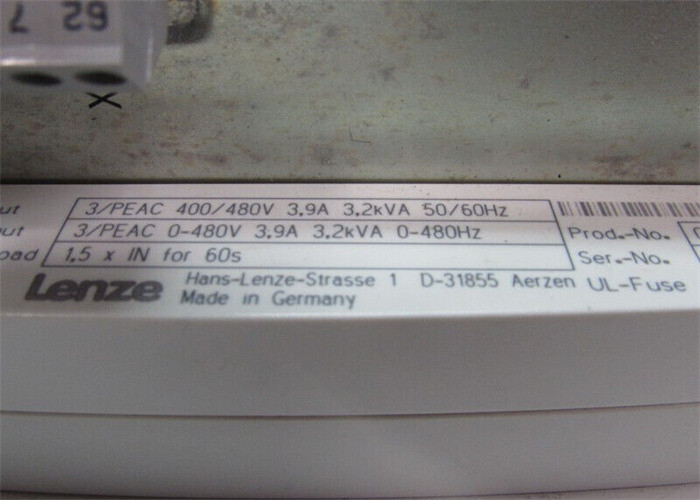 62 7
X
ut 3/PEAC 400/480V 3.9A 3.2kVA 50/60Hz
ut 3/PEAC 0-480V 3.9A 3.2kVA 0-480Hz Prod.-No.
oad 1.5 x IN for 60s Ser.-No.
Lenze Hans-Lenze-Strasse 1 D-31855 Aerzen UL-Fuse
Made in Germany